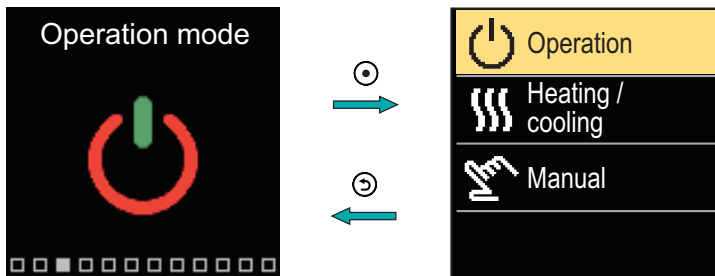 Operation mode
Operation
Heating /
cooling
Manual